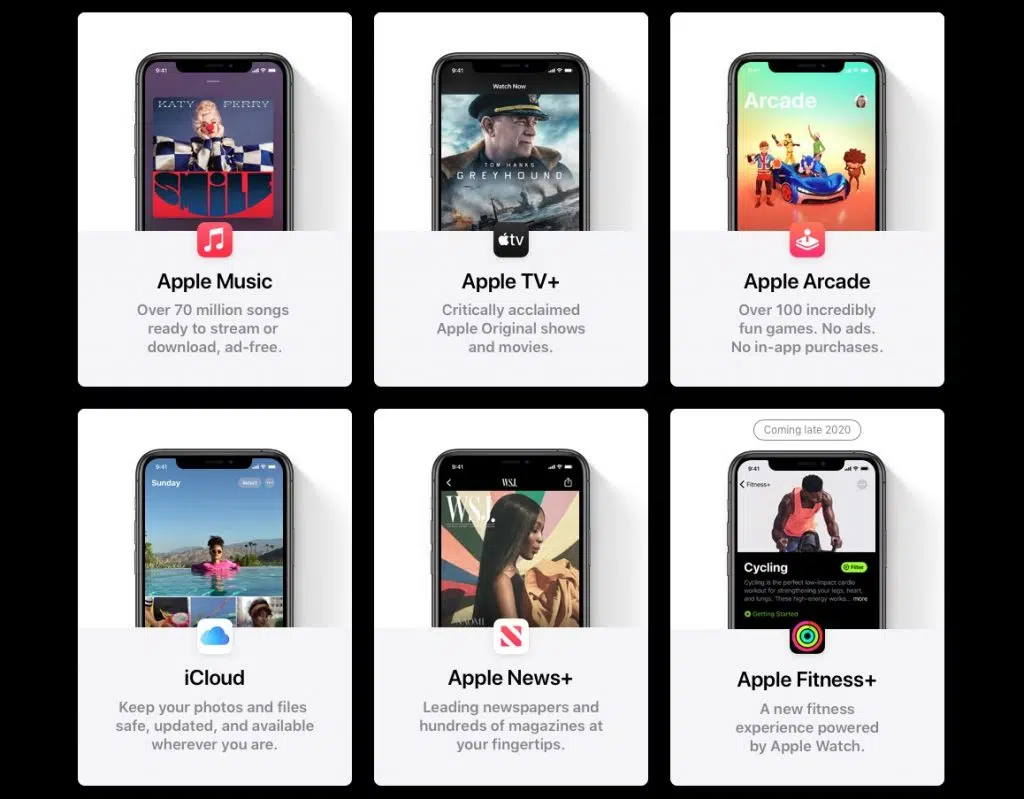 9:41
KATY PERRY
SMILE
Apple Music
Over 70 million songs
ready to stream or
download, ad-free.
9:41
Watch Now
TOM HANKS
GREYHOUND
tv
Apple TV+
Critically acclaimed
Apple Original shows
and movies.
9:41
Arcade
Apple Arcade
Over 100 incredibly
fun games. No ads.
No in-app purchases.
9:41
Sunday
Select
iCloud
Keep your photos and files
safe, updated, and available
wherever you are.
9:41
WSJ.
WSJ.
NAOMI
Apple News+
Leading newspapers and
hundreds of magazines at
your fingertips.
Coming late 2020
9:41
Fitness+
Cycling
Filter
Cycling is the perfect low-impact cardio
workout for strengthening your legs, heart,
and lungs. These high-energy works... more
Getting Started
Apple Fitness+
A new fitness
experience powered
by Apple Watch.